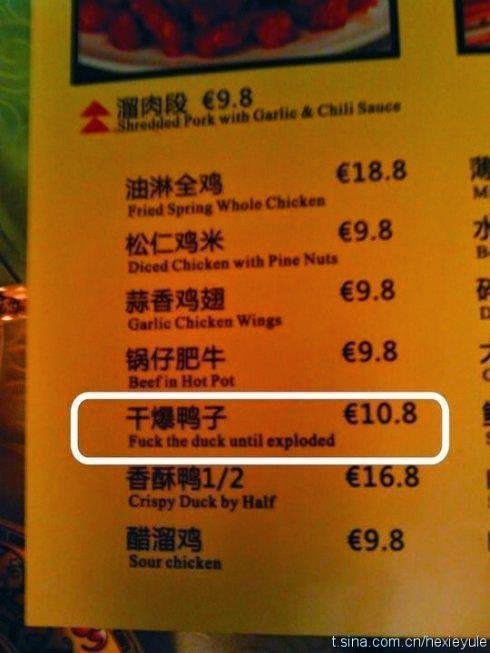 溜肉段 €9.8
Shredded Pork with Garlic & Chili Sauce
油淋全鸡 €18.8
Fried Spring Whole Chicken
松仁鸡米 €9.8
Diced Chicken with Pine Nuts
蒜香鸡翅 €9.8
Garlic Chicken Wings
锅仔肥牛 €9.8
Beef in Hot Pot
干爆鸭子 €10.8
Fuck the duck until exploded
香酥鸭1/2 €16.8
Crispy Duck by Half
醋溜鸡 €9.8
Sour chicken
t.sina.com.cn/hexieyule